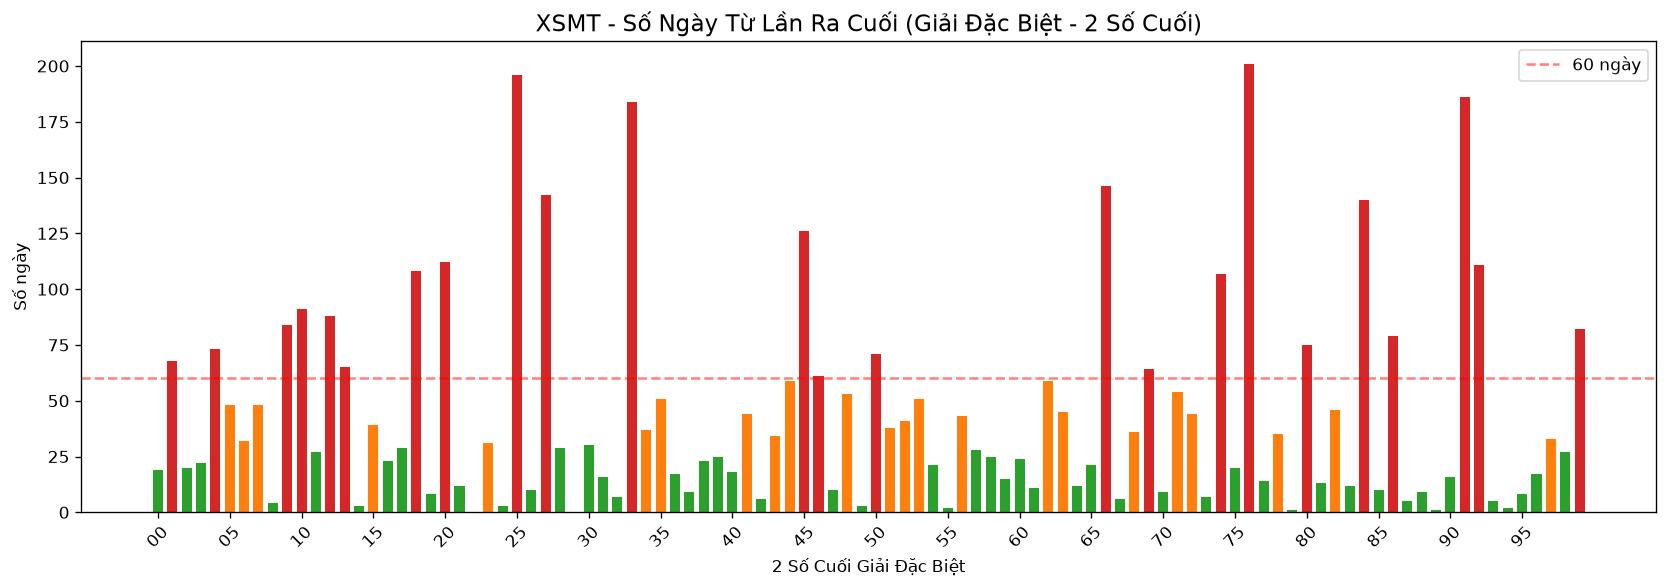 XSMT - Số Ngày Từ Lần Ra Cuối (Giải Đặc Biệt - 2 Số Cuối)
60 ngày
Số ngày
200
175
150
125
100
75
50
25
0
00 05 10 15 20 25 30 35 40 45 50 55 60 65 70 75 80 85 90 95
2 Số Cuối Giải Đặc Biệt